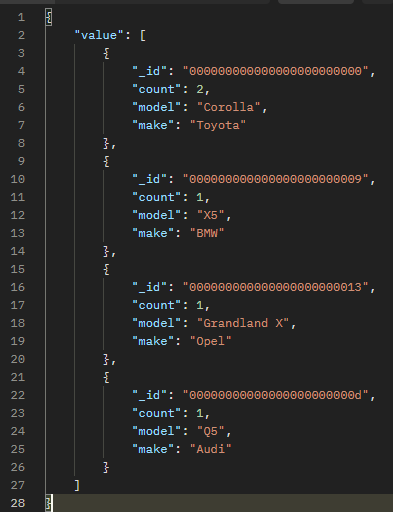 1 {
2     "value": [
3         {
4             "_id": "000000000000000000000000",
5             "count": 2,
6             "model": "Corolla",
7             "make": "Toyota"
8         },
9         {
10             "_id": "000000000000000000000009",
11             "count": 1,
12             "model": "X5",
13             "make": "BMW"
14         },
15         {
16             "_id": "000000000000000000000013",
17             "count": 1,
18             "model": "Grandland X",
19             "make": "Opel"
20         },
21         {
22             "_id": "00000000000000000000000d",
23             "count": 1,
24             "model": "Q5",
25             "make": "Audi"
26         }
27     ]
28 }